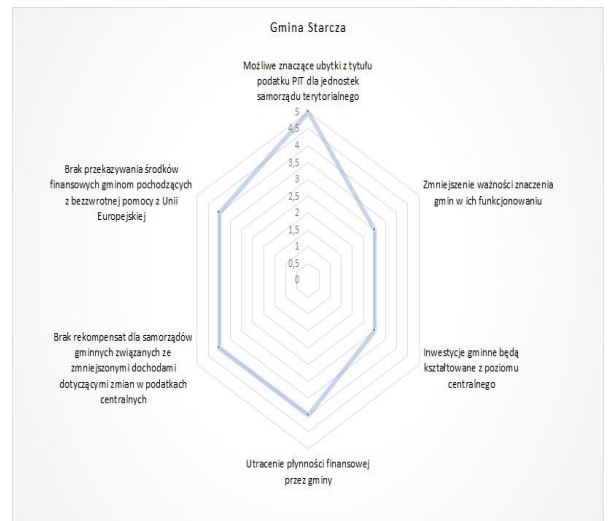 Gmina Starcza
Możliwe znaczące ubytki z tytułu
podatku PIT dla jednostek
samorządu terytorialnego
5
4,5
4
3,5
3
2,5
2
1,5
1
0,5
0
Zmniejszenie ważności znaczenia
gmin w ich funkcjonowaniu
Inwestycje gminne będą
kształtowane z poziomu
centralnego
Utracenie płynności finansowej
przez gminy
Brak rekompensat dla samorządów
gminnych związanych ze
zmniejszonymi dochodami
dotyczącymi zmian w podatkach
centralnych
Brak przekazywania środków
finansowych gminom pochodzących
z bezzwrotnej pomocy z Unii
Europejskiej